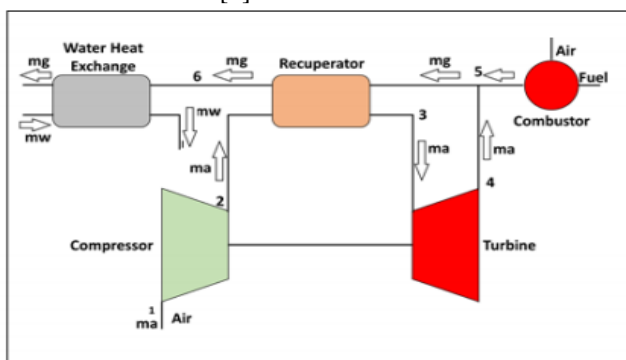 Water Heat
Exchange
mg
6
mg
Recuperator
mg
5
Air
Fuel
Combustor
mw
mw
ma
2
3
ma
ma
4
Compressor
Turbine
1
ma
Air